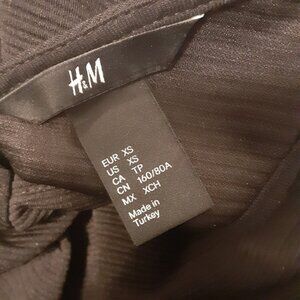 H&M
EUR XS
US XS
CA TP
CN 160/80A
MX XCH
Made in
Turkey